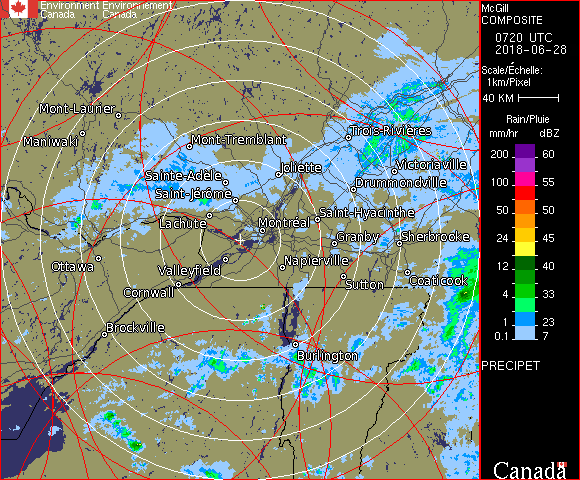 Environment Environnement
Canada Canada
McGill
COMPOSITE
0720 UTC
2018-06-28
Scale/Échelle:
1km/Pixel
40 KM
Rain/Pluie
mm/hr dBZ
200 60
100 55
50 50
24 45
12 40
4 33
1 23
0.1 7
PRECIPET
Canada
Mont-Laurier
Maniwaki
Mont-Tremblant
Trois-Rivières
Joliette
Victoriaville
Sainte-Adèle
Drummondville
Saint-Jérôme
Lachute
Saint-Hyacinthe
Montréal
Granby
Sherbrooke
Ottawa
Valleyfield
Napierville
Cornwall
Sutton
Coaticook
Brockville
Burlington